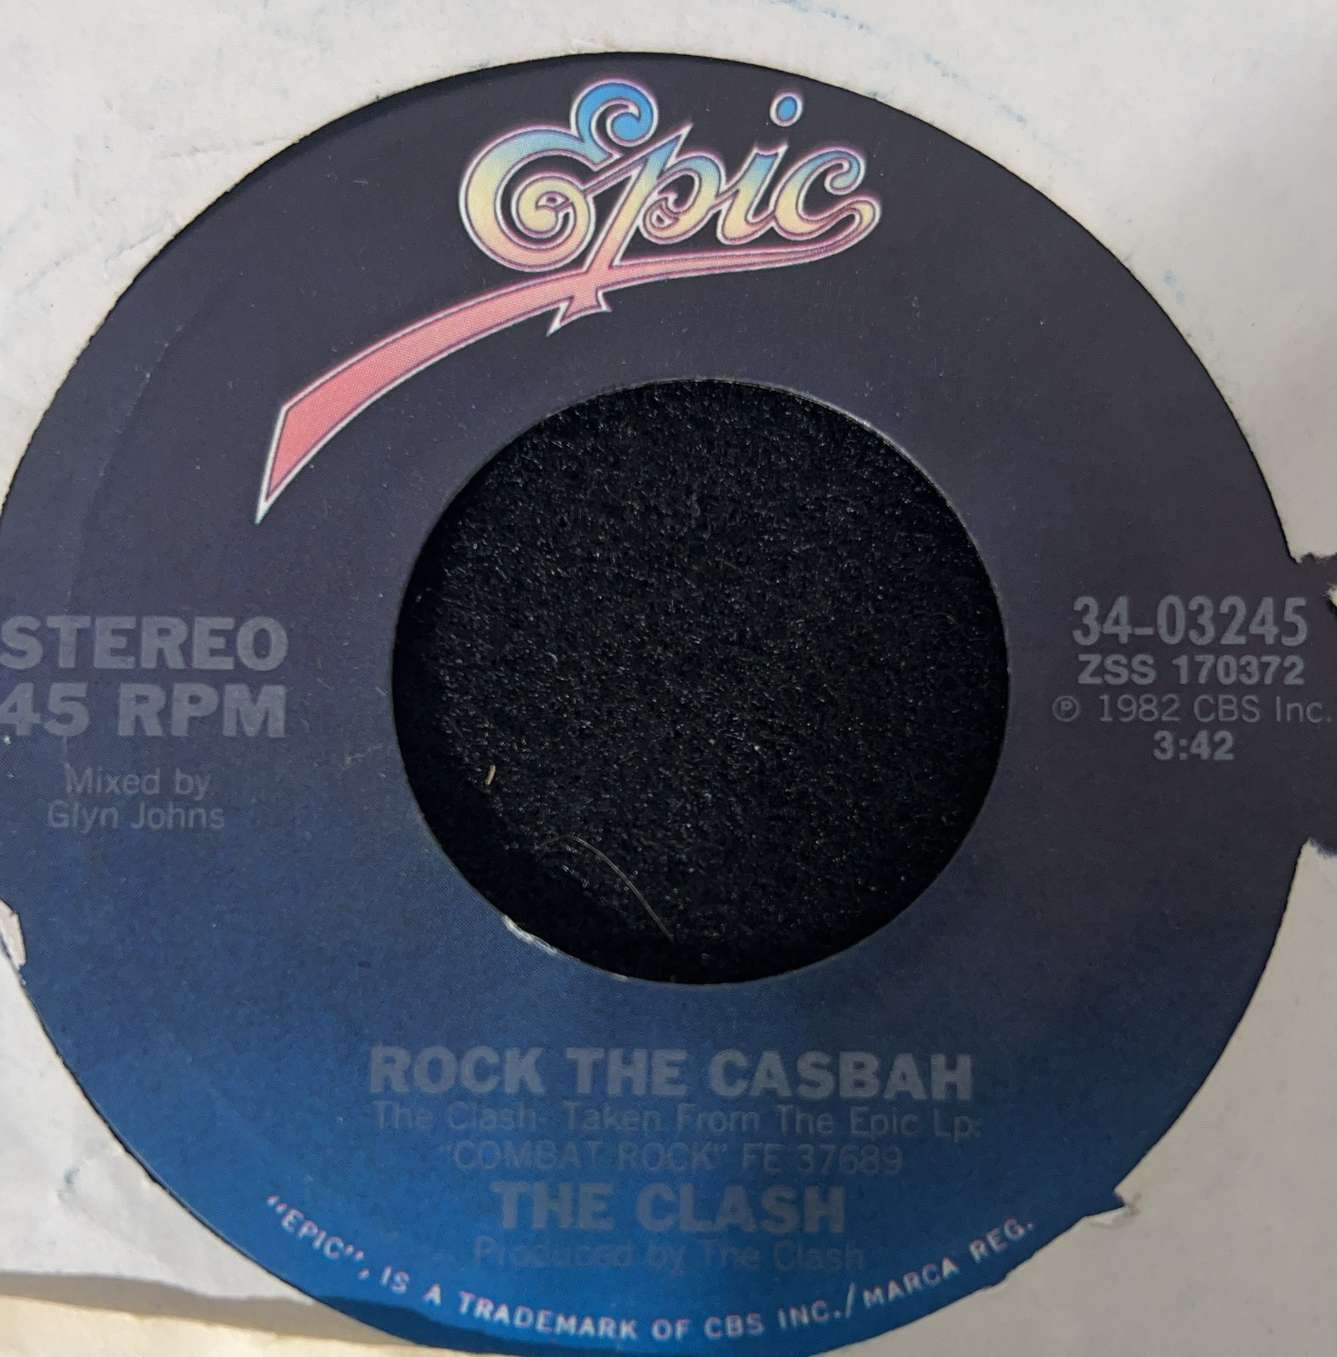 Epic
STEREO
45 RPM
Mixed by
Glyn Johns
34-03245
ZSS 170372
℗ 1982 CBS Inc.
3:42
ROCK THE CASBAH
The Clash- Taken From The Epic Lp:
"COMBAT ROCK" FE 37689
THE CLASH
Produced by The Clash
"EPIC", IS A TRADEMARK OF CBS INC./MARCA REG.